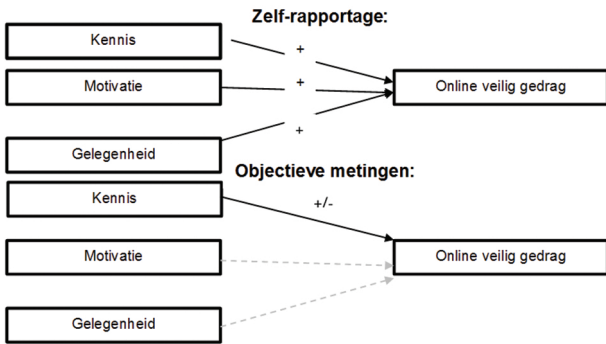 Zelf-rapportage:
Kennis
+
Motivatie
+
Online veilig gedrag
+
Gelegenheid
Objectieve metingen:
Kennis
+/-
Motivatie
Online veilig gedrag
Gelegenheid